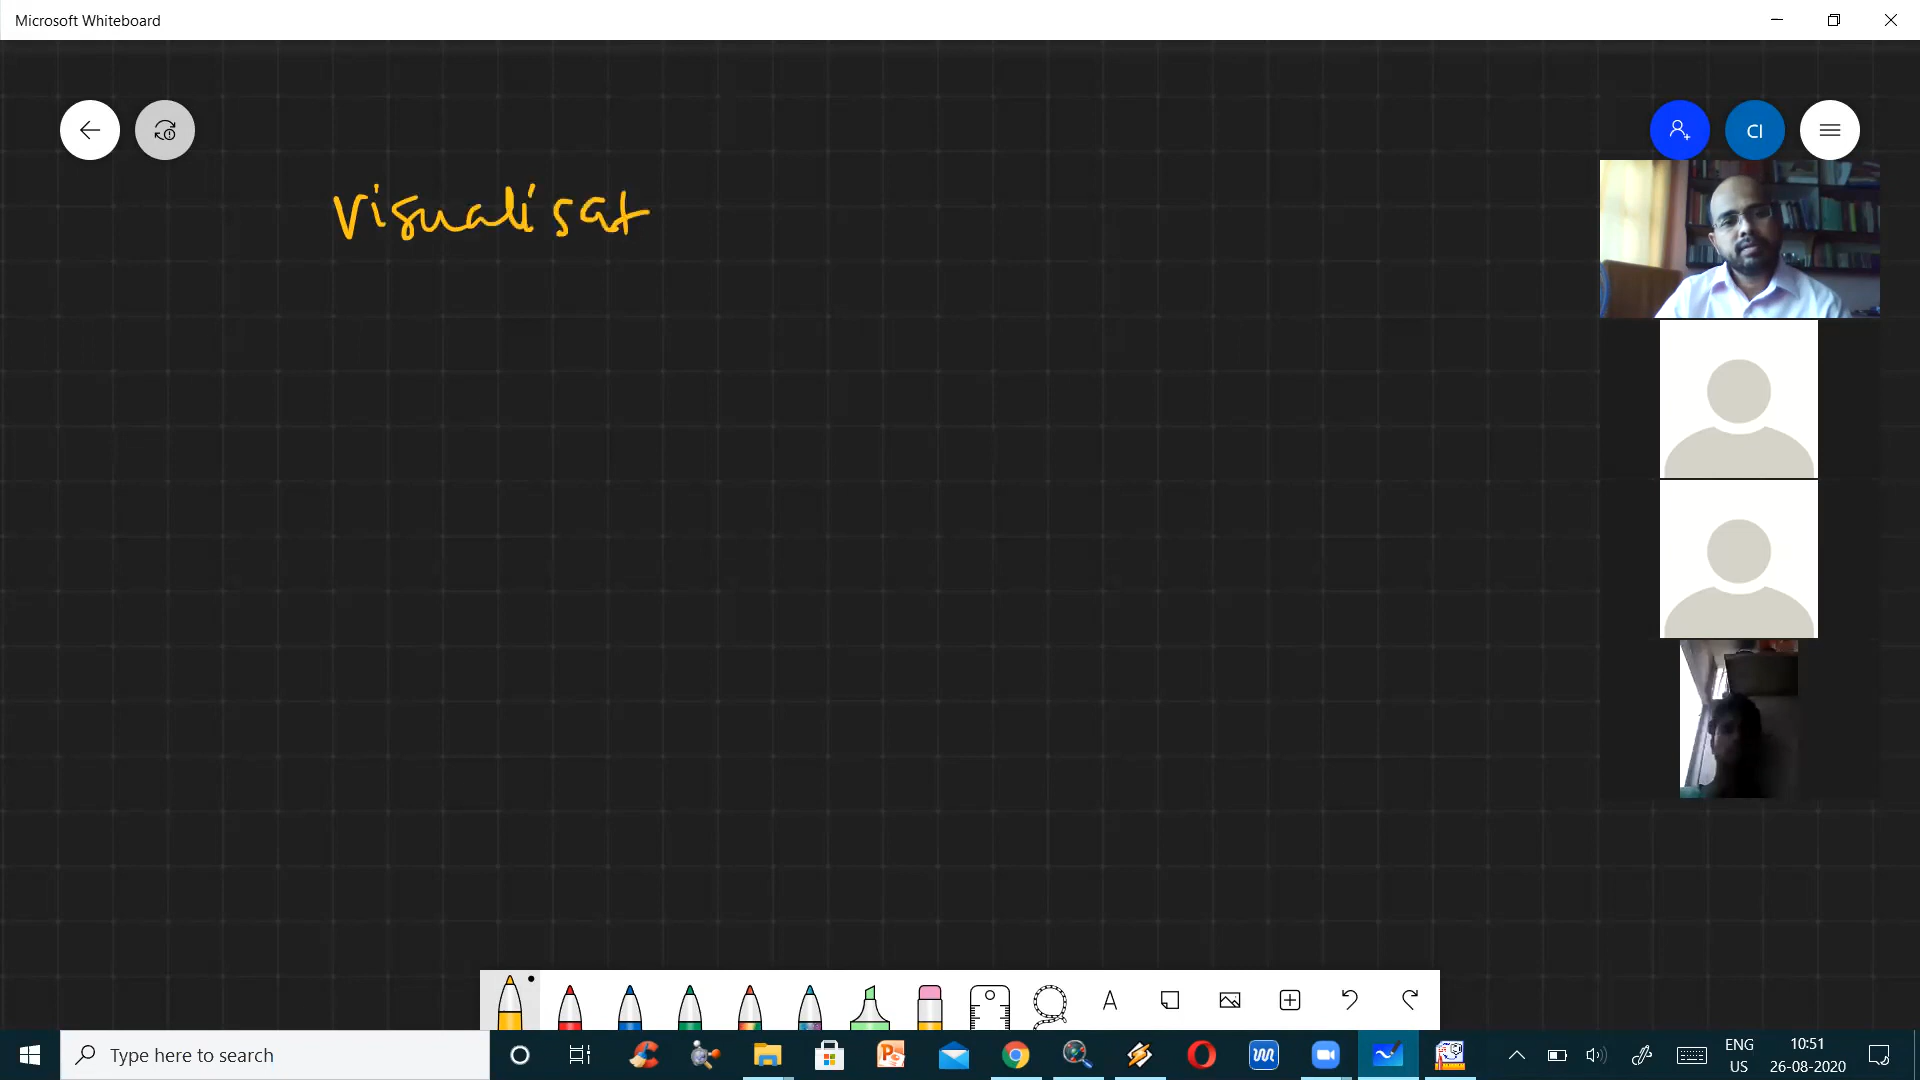 Microsoft Whiteboard
CI
visualisat
Type here to search
ENG
US
10:51
26-08-2020